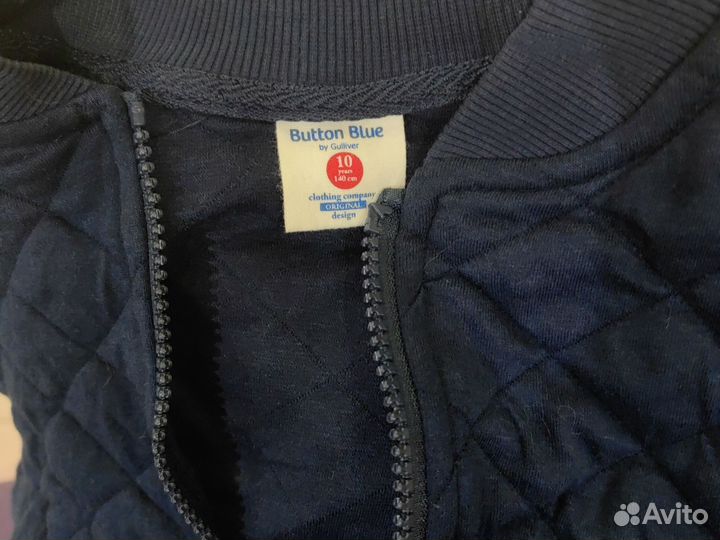 Button Blue
by Gulliver
10
years
140 cm
clothing company
ORIGINAL
design
Avito